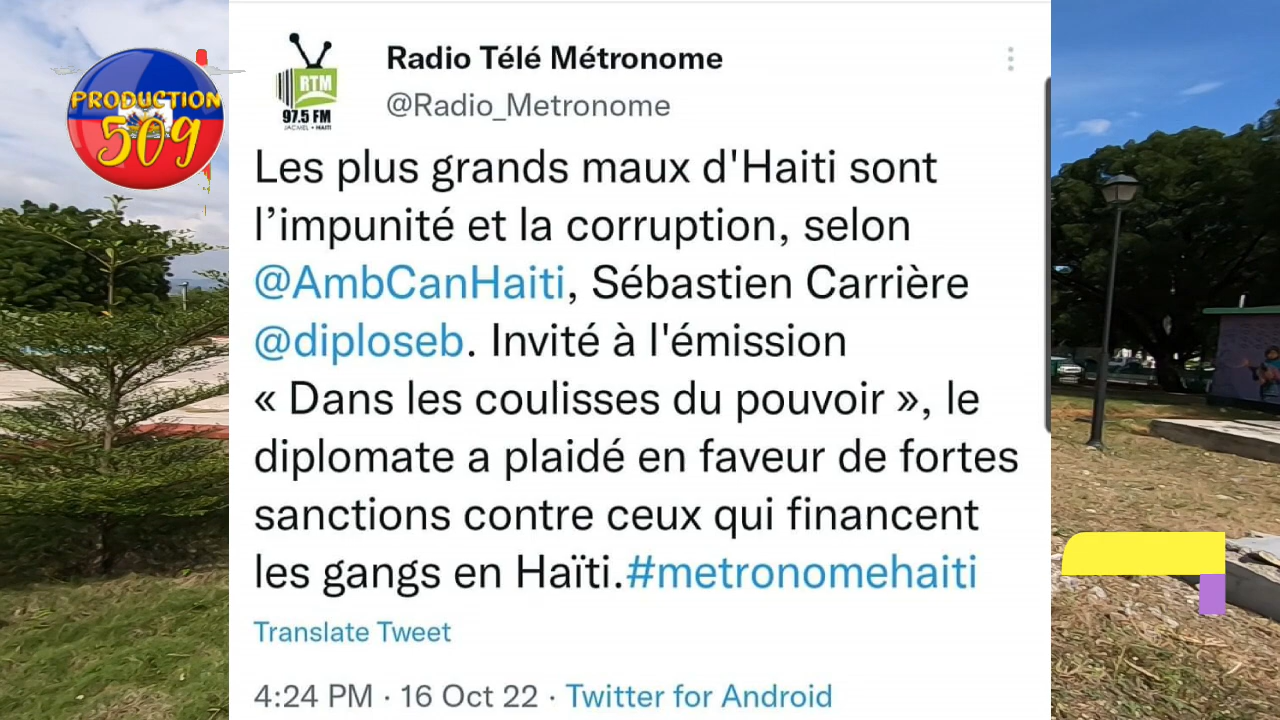 PRODUCTION
509
RTM
97.5 FM
JACMEL • HAITI
Radio Télé Métronome
@Radio_Metronome
Les plus grands maux d'Haiti sont
l’impunité et la corruption, selon
@AmbCanHaiti, Sébastien Carrière
@diploseb. Invité à l'émission
« Dans les coulisses du pouvoir », le
diplomate a plaidé en faveur de fortes
sanctions contre ceux qui financent
les gangs en Haïti.#metronomehaiti
Translate Tweet
4:24 PM · 16 Oct 22 · Twitter for Android